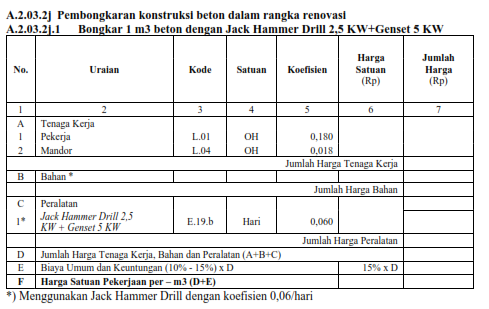 A.2.03.2j Pembongkaran konstruksi beton dalam rangka renovasi
A.2.03.2j.1 Bongkar 1 m3 beton dengan Jack Hammer Drill 2,5 KW+Genset 5 KW
No. Uraian Kode Satuan Koefisien Harga Satuan (Rp) Jumlah Harga (Rp)
1 2 3 4 5 6 7
A Tenaga Kerja
1 Pekerja L.01 OH 0,180
2 Mandor L.04 OH 0,018
Jumlah Harga Tenaga Kerja
B Bahan *
Jumlah Harga Bahan
C Peralatan
1* Jack Hammer Drill 2,5 KW + Genset 5 KW E.19.b Hari 0,060
Jumlah Harga Peralatan
D Jumlah Harga Tenaga Kerja, Bahan dan Peralatan (A+B+C)
E Biaya Umum dan Keuntungan (10% - 15%) x D 15% x D
F Harga Satuan Pekerjaan per – m3 (D+E)
*) Menggunakan Jack Hammer Drill dengan koefisien 0,06/hari